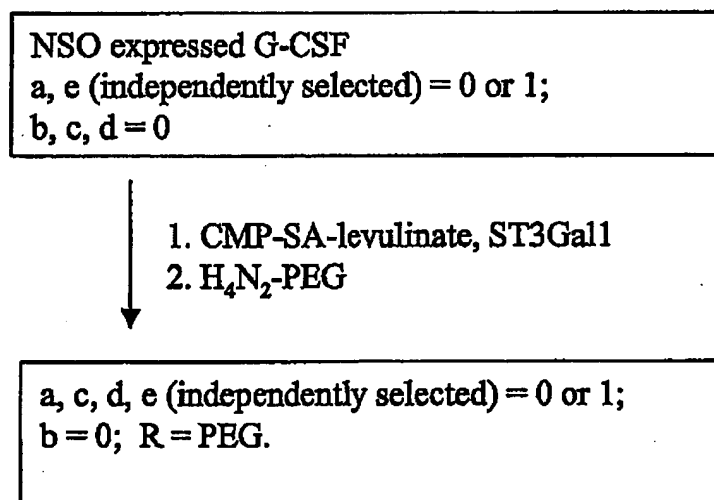 NSO expressed G-CSF
a, e (independently selected) = 0 or 1;
b, c, d = 0
1. CMP-SA-levulinate, ST3Gal1
2. H₄N₂-PEG
a, c, d, e (independently selected) = 0 or 1;
b = 0; R = PEG.